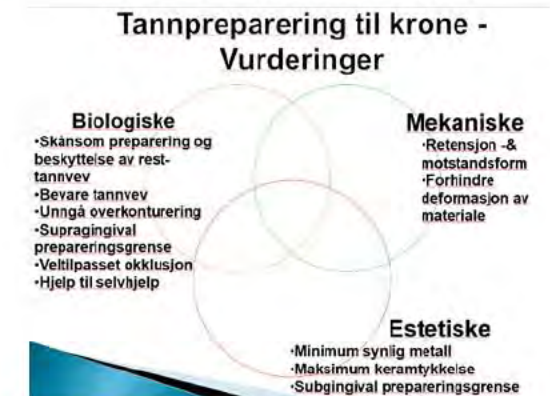 Tannpreparering til krone -
Vurderinger
Biologiske
•Skånsom preparering og
beskyttelse av rest-
tannvev
•Bevare tannvev
•Unngå overkonturering
•Supragingival
prepareringsgrense
•Veltilpasset okklusjon
•Hjelp til selvhjelp
Mekaniske
•Retensjon -&
motstandsform
•Forhindre
deformasjon av
materiale
Estetiske
•Minimum synlig metall
•Maksimum keramtykkelse
•Subgingival prepareringsgrense